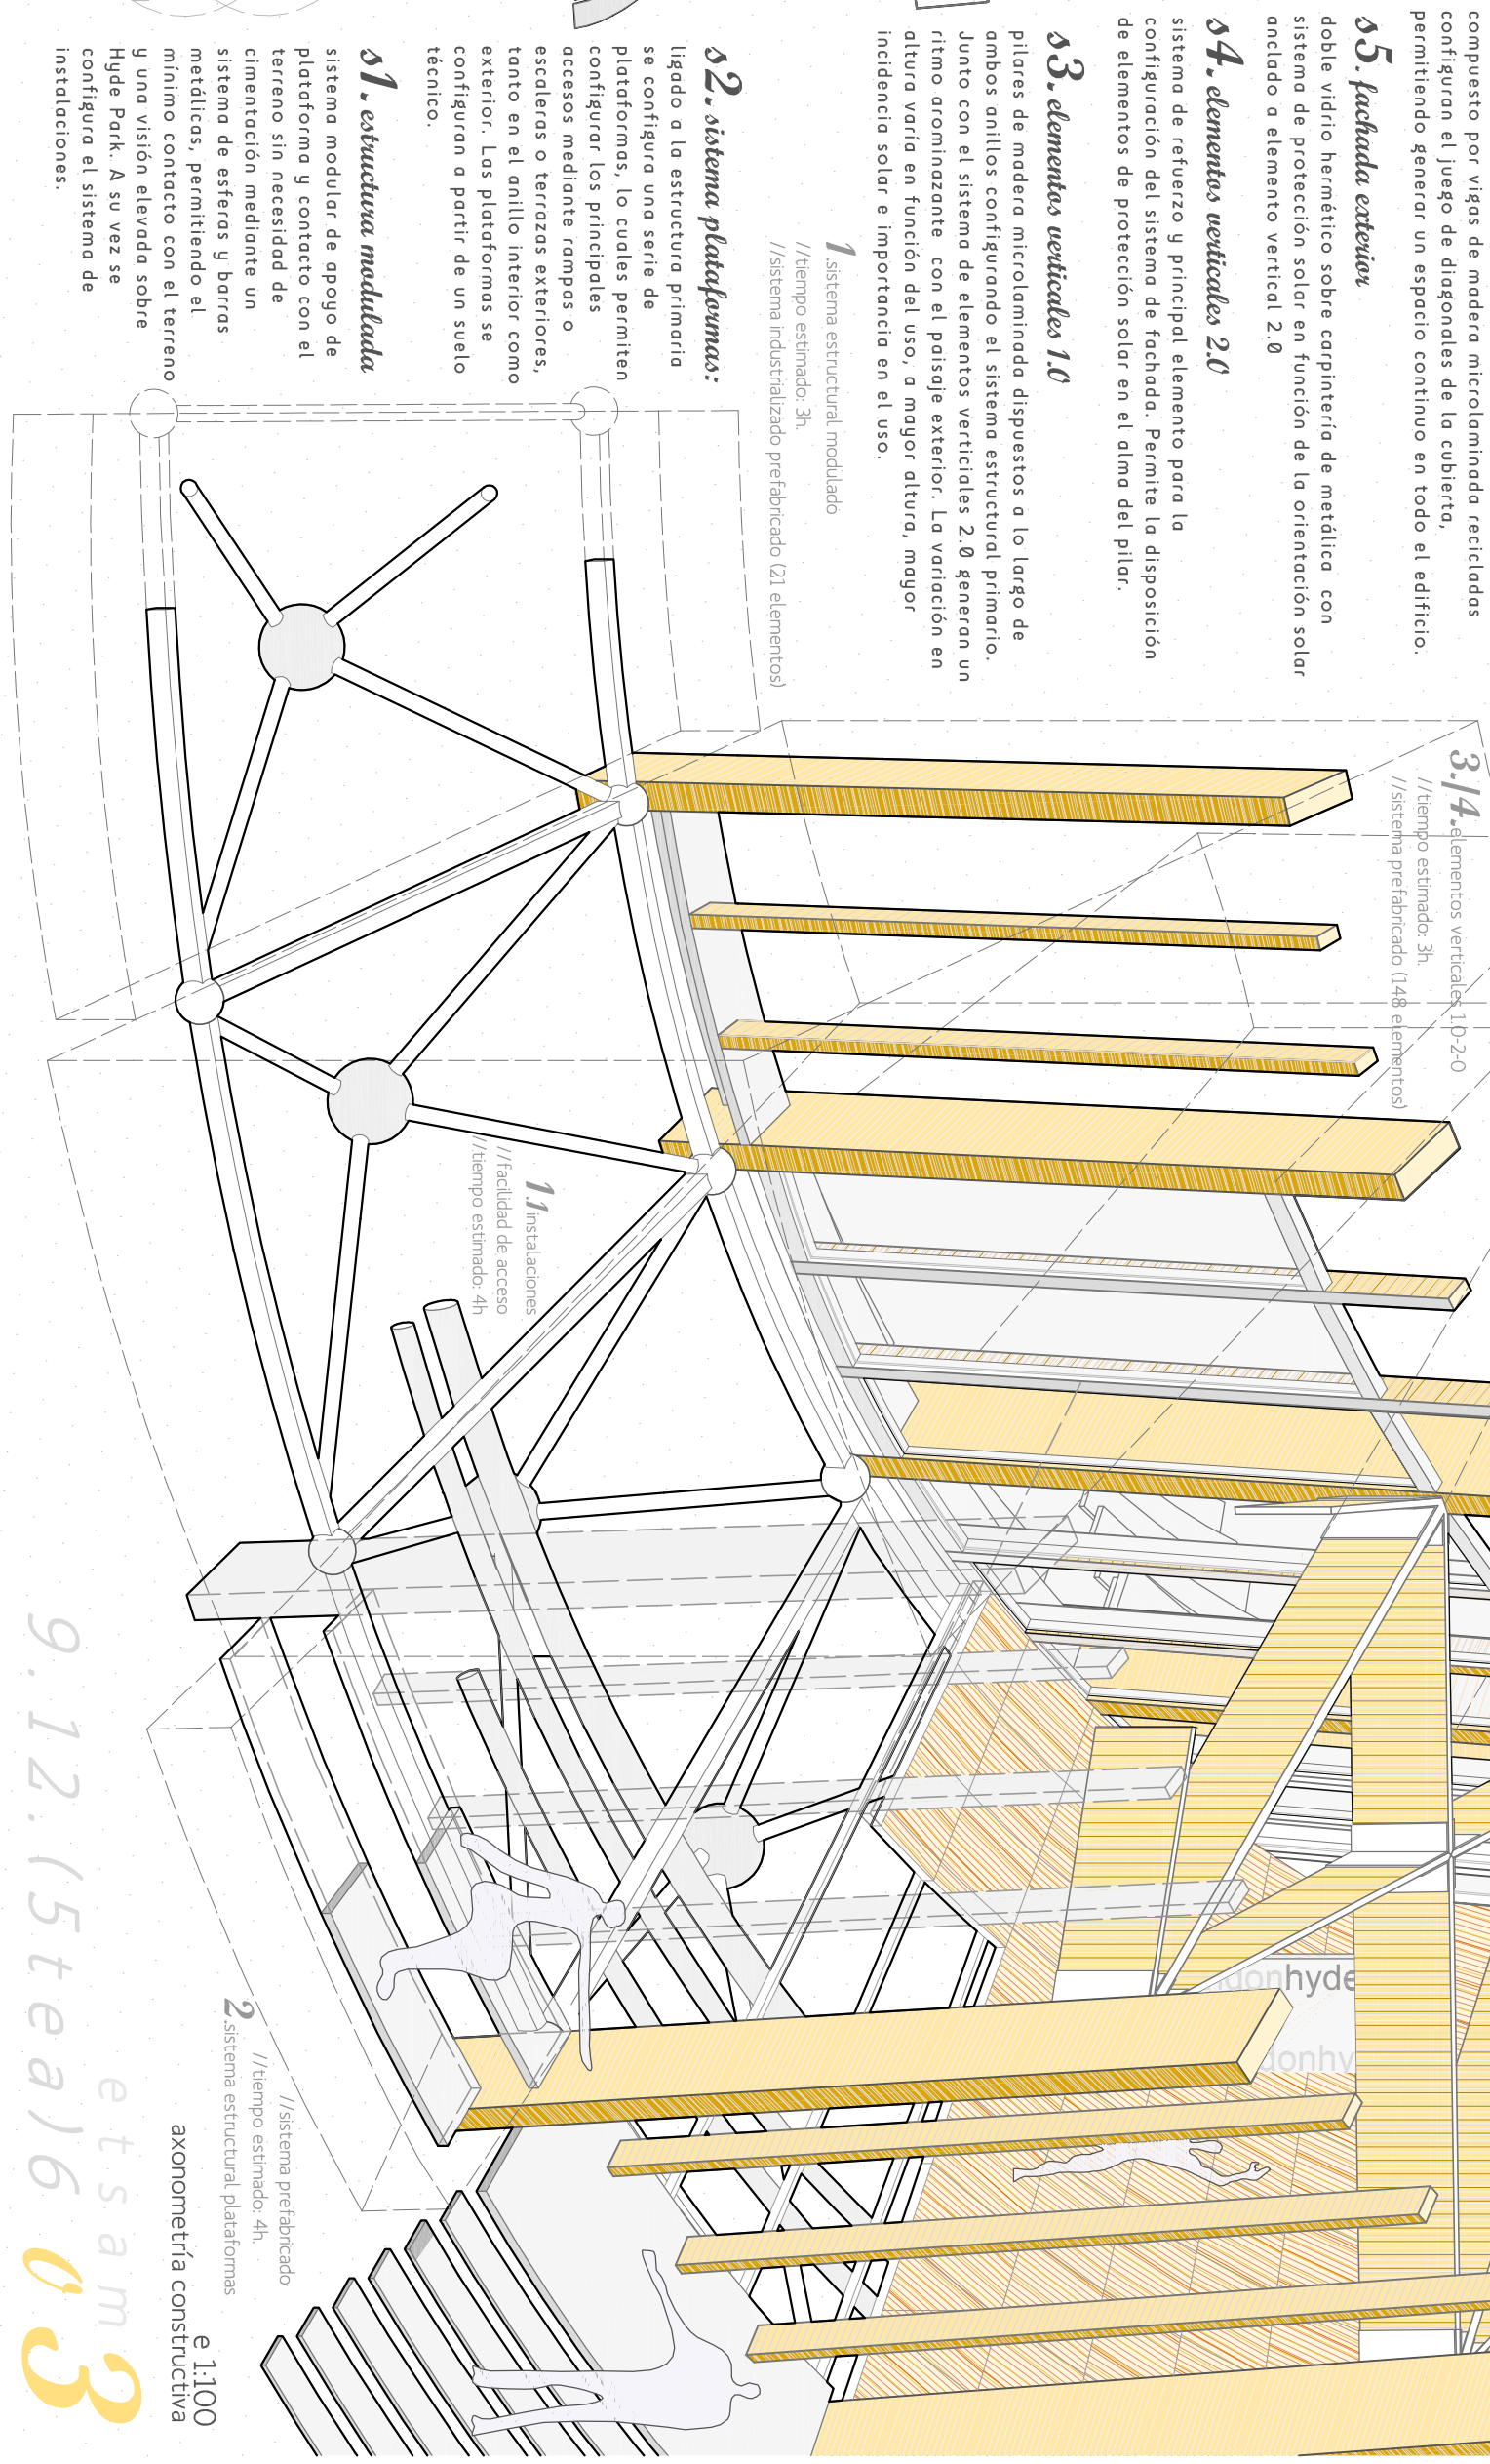 compuesto por vigas de madera microlaminada recicladas
configuran el juego de diagonales de la cubierta,
permitiendo generar un espacio continuo en todo el edificio.
s5. fachada exterior
doble vidrio hermético sobre carpintería de metálica con
sistema de protección solar en función de la orientación solar
anclado a elemento vertical 2.0
s4. elementos verticales 2.0
sistema de refuerzo y principal elemento para la
configuración del sistema de fachada. Permite la disposición
de elementos de protección solar en el alma del pilar.
s3. elementos verticales 1.0
pilares de madera microlaminada dispuestos a lo largo de
ambos anillos configurando el sistema estructural primario.
Junto con el sistema de elementos verticiales 2.0 generan un
ritmo arominazante con el paisaje exterior. La variación en
altura varía en función del uso, a mayor altura, mayor
incidencia solar e importancia en el uso.
1.sistema estructural modulado
//tiempo estimado: 3h.
//sistema industrializado prefabricado (21 elementos)
s2. sistema plataformas:
ligado a la estructura primaria
se configura una serie de
plataformas, lo cuales permiten
configurar los principales
accesos mediante rampas o
escaleras o terrazas exteriores,
tanto en el anillo interior como
exterior. Las plataformas se
configuran a partir de un suelo
técnico.
s1. estructura modulada
sistema modular de apoyo de
plataforma y contacto con el
terreno sin necesidad de
cimentación mediante un
sistema de esferas y barras
metálicas, permitiendo el
mínimo contacto con el terreno
y una visión elevada sobre
Hyde Park. A su vez se
configura el sistema de
instalaciones.
3./4.elementos verticales 1.0-2-0
//tiempo estimado: 3h.
//sistema prefabricado (148 elementos)
1.1 instalaciones
//facilidad de acceso
//tiempo estimado: 4h
donhyde
donhy
//sistema prefabricado
//tiempo estimado: 4h.
2.sistema estructural plataformas
e 1:100
axonometría constructiva
etsam
9.12.(5tea)6
03